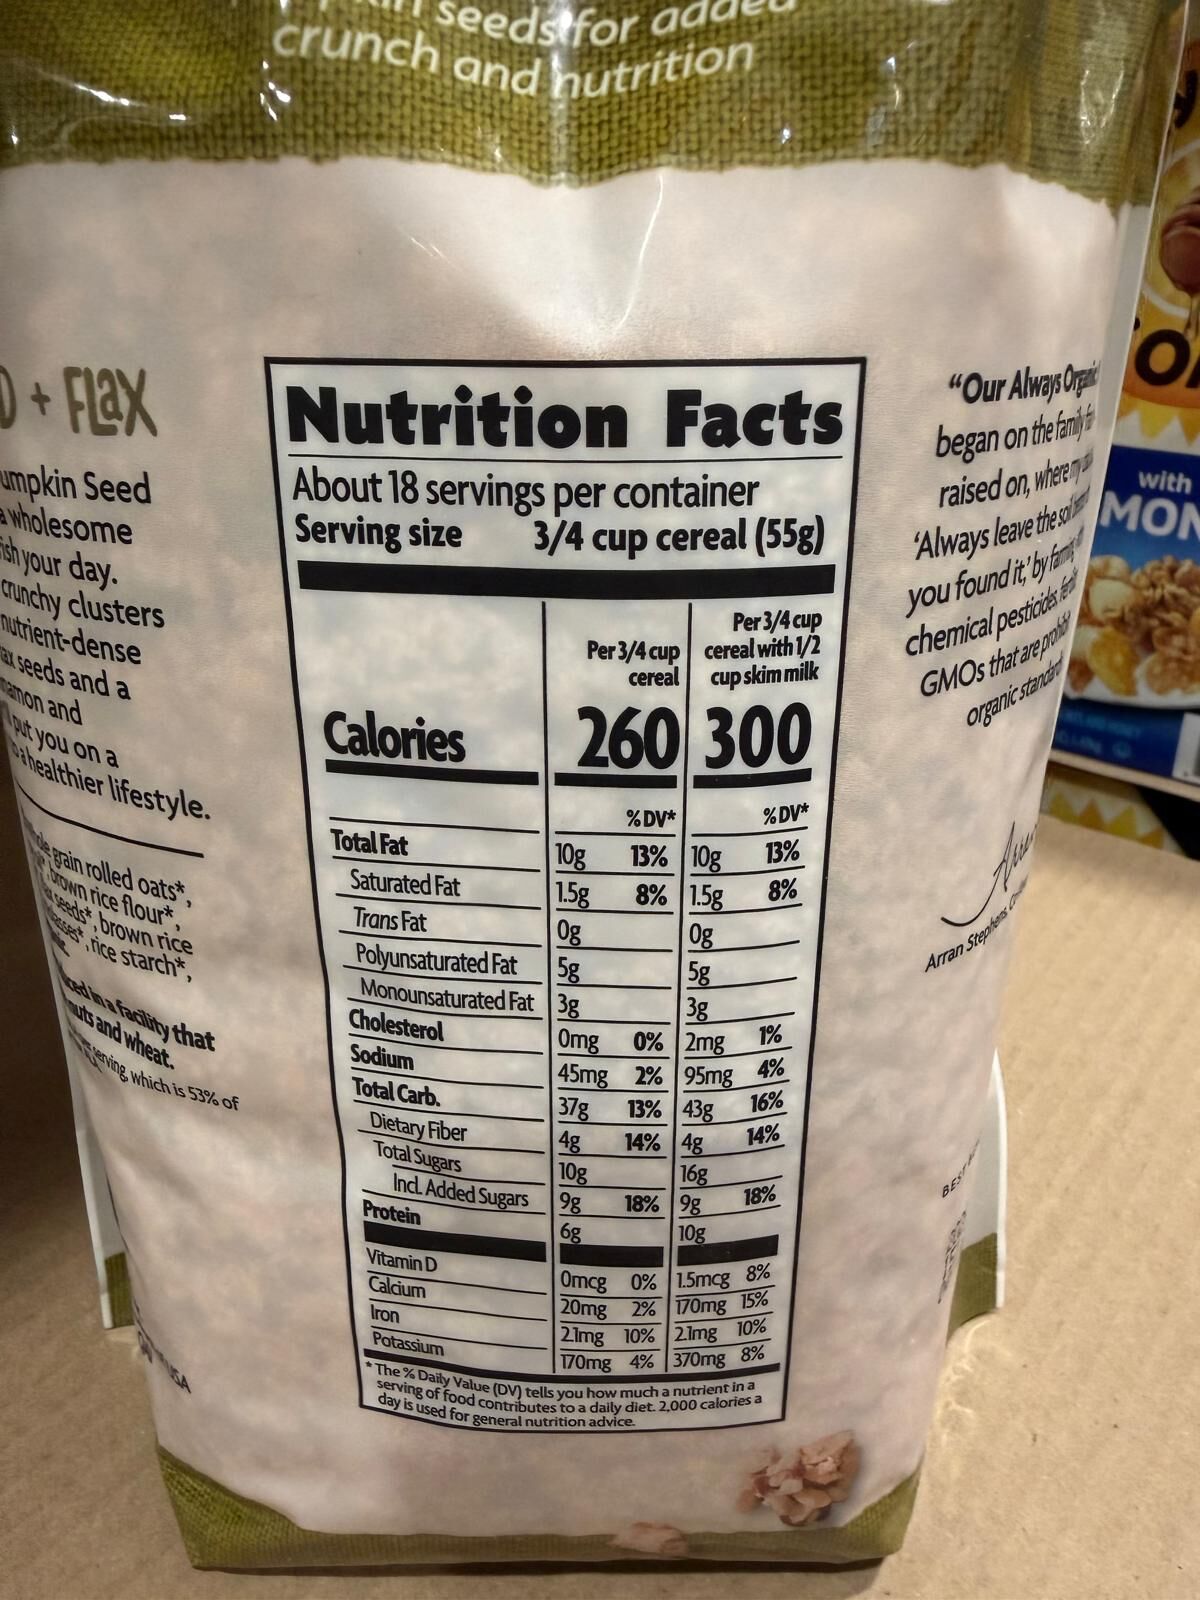 seeds for added
crunch and nutrition
+ FLaX
Seed
wholesome
your day.
crunchy clusters
nutrient-dense
seeds and a
and
put you on a
a healthier lifestyle.
grain rolled oats*,
brown rice flour*,
seeds*, brown rice
rice starch*,
in a facility that
nuts and wheat.
serving, which is 53% of
USA
Nutrition Facts
About 18 servings per container
Serving size 3/4 cup cereal (55g)
Per 3/4 cup
cereal
Per 3/4 cup
cereal with 1/2
cup skim milk
Calories 260 300
% DV* % DV*
Total Fat 10g 13% 10g 13%
Saturated Fat 1.5g 8% 1.5g 8%
Trans Fat 0g 0g
Polyunsaturated Fat 5g 5g
Monounsaturated Fat 3g 3g
Cholesterol 0mg 0% 2mg 1%
Sodium 45mg 2% 95mg 4%
Total Carb. 37g 13% 43g 16%
Dietary Fiber 4g 14% 4g 14%
Total Sugars 10g 16g
Incl. Added Sugars 9g 18% 9g 18%
Protein 6g 10g
Vitamin D 0mcg 0% 1.5mcg 8%
Calcium 20mg 2% 170mg 15%
Iron 2.1mg 10% 2.1mg 10%
Potassium 170mg 4% 370mg 8%
* The % Daily Value (DV) tells you how much a nutrient in a
serving of food contributes to a daily diet. 2,000 calories a
day is used for general nutrition advice.
"Our Always Organic
began on the family
raised on, where my
'Always leave the soil
you found it,' by farming
chemical pesticides,
GMOs that are
organic
Arran Stephens,
BEST
with